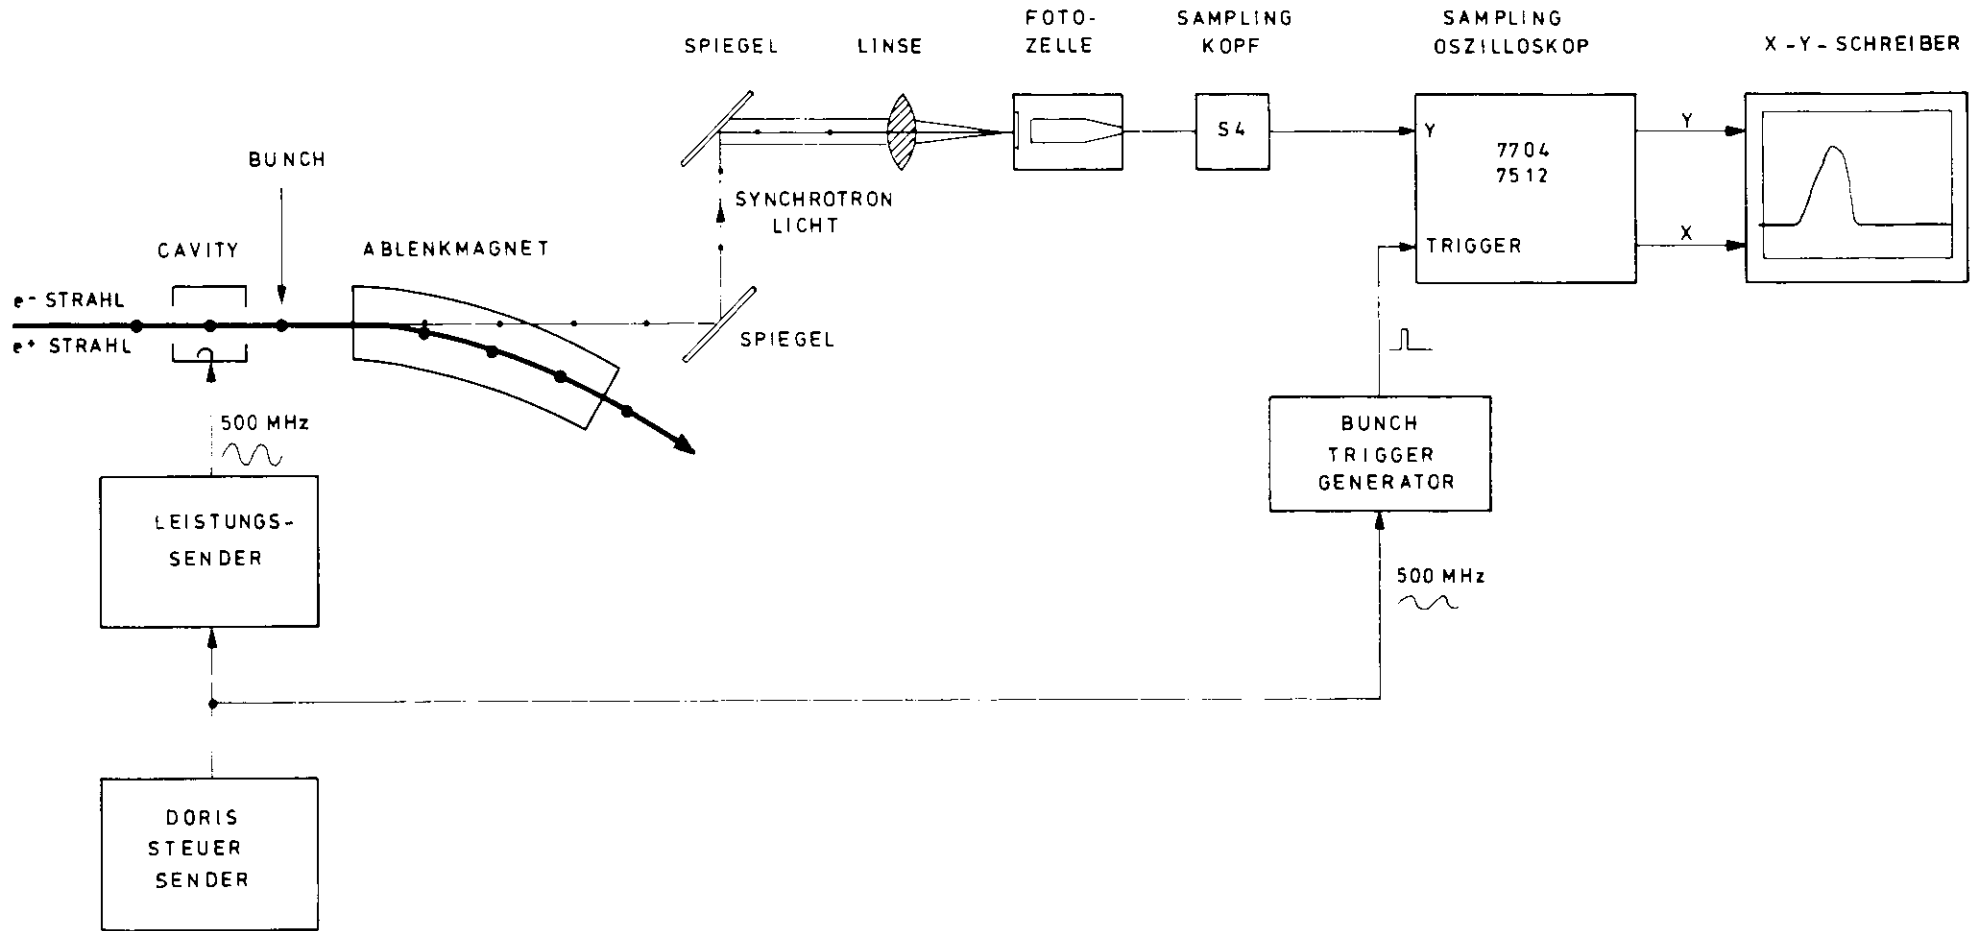 SPIEGEL
LINSE
FOTO-
ZELLE
SAMPLING
KOPF
SAMPLING
OSZILLOSKOP
X-Y-SCHREIBER
S4
Y
7704
7512
TRIGGER
Y
X
BUNCH
CAVITY
ABLENKMAGNET
SYNCHROTRON
LICHT
e- STRAHL
e+ STRAHL
SPIEGEL
500 MHz
LEISTUNGS-
SENDER
BUNCH
TRIGGER
GENERATOR
500 MHz
DORIS
STEUER
SENDER